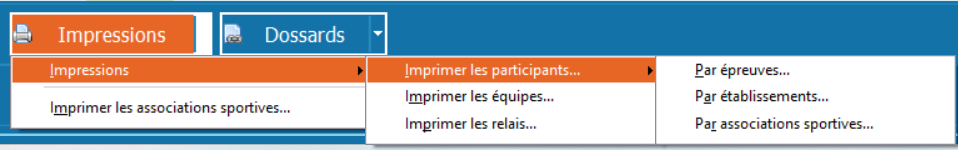 Impressions
Dossards
Impressions
Imprimer les associations sportives...
Imprimer les participants...
Imprimer les équipes...
Imprimer les relais...
Par épreuves...
Par établissements...
Par associations sportives...